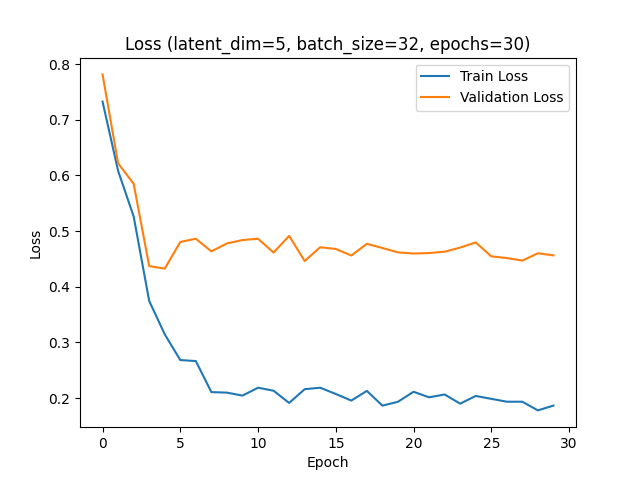 Loss (latent_dim=5, batch_size=32, epochs=30)
Train Loss
Validation Loss
Loss
0.8
0.7
0.6
0.5
0.4
0.3
0.2
0 5 10 15 20 25 30
Epoch